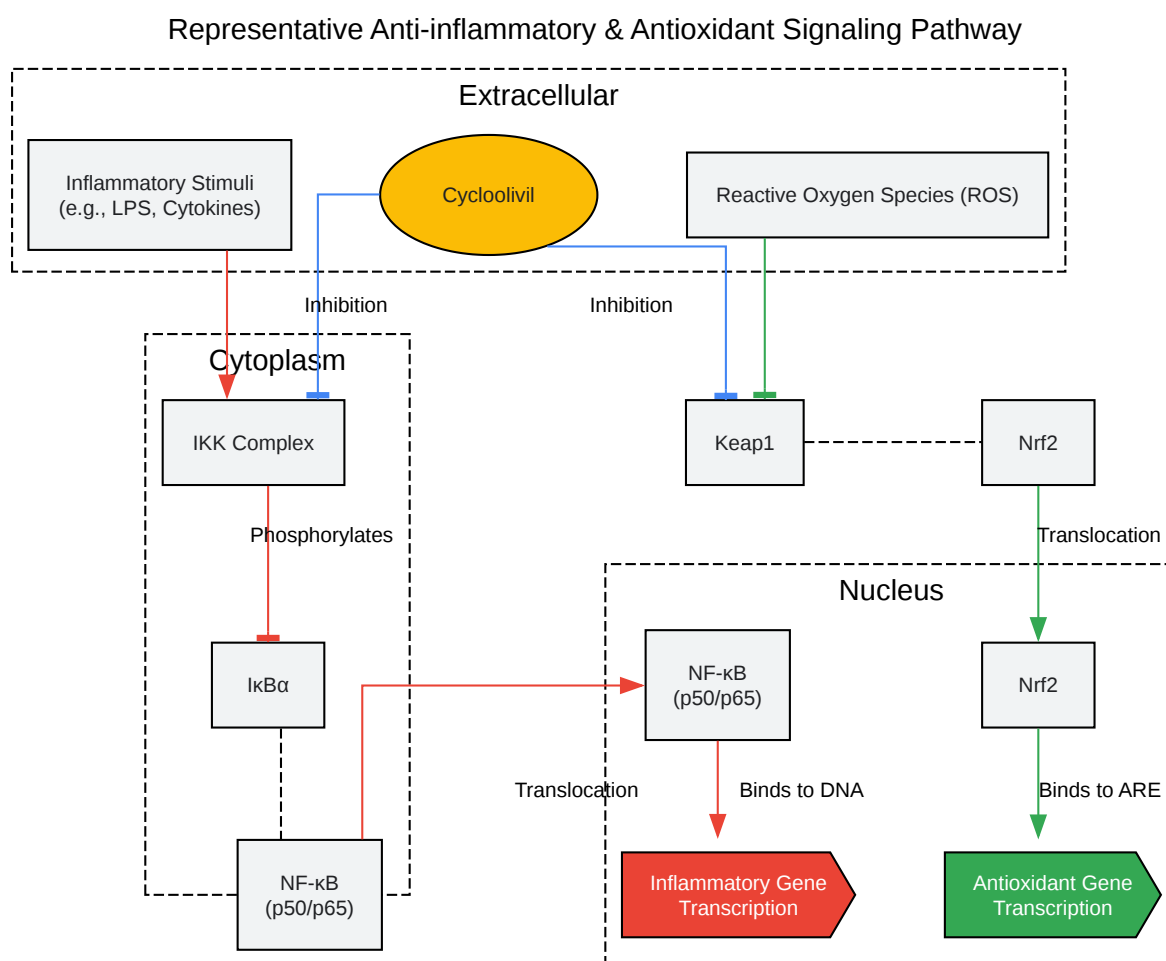 Representative Anti-inflammatory & Antioxidant Signaling Pathway
Extracellular
Inflammatory Stimuli
(e.g., LPS, Cytokines)
Cycloolivil
Reactive Oxygen Species (ROS)
Inhibition
Inhibition
Cytoplasm
IKK Complex
Keap1
Nrf2
Phosphorylates
Translocation
Nucleus
IκBα
NF-κB
(p50/p65)
Nrf2
Translocation
Binds to DNA
Binds to ARE
NF-κB
(p50/p65)
Inflammatory Gene
Transcription
Antioxidant Gene
Transcription